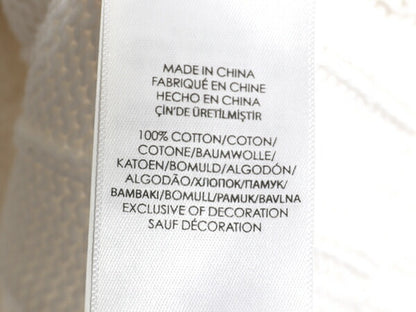 MADE IN CHINA
FABRIQUÉ EN CHINE
HECHO EN CHINA
ÇİN'DE ÜRETİLMİŞTİR
100% COTTON/COTON/
COTONE/BAUMWOLLE/
KATOEN/BOMULD/ALGODÓN/
ALGODÃO/ХЛОПОК/ПАМУК/
BAMBAKI/BOMULL/PAMUK/BAVLNA
EXCLUSIVE OF DECORATION
SAUF DÉCORATION